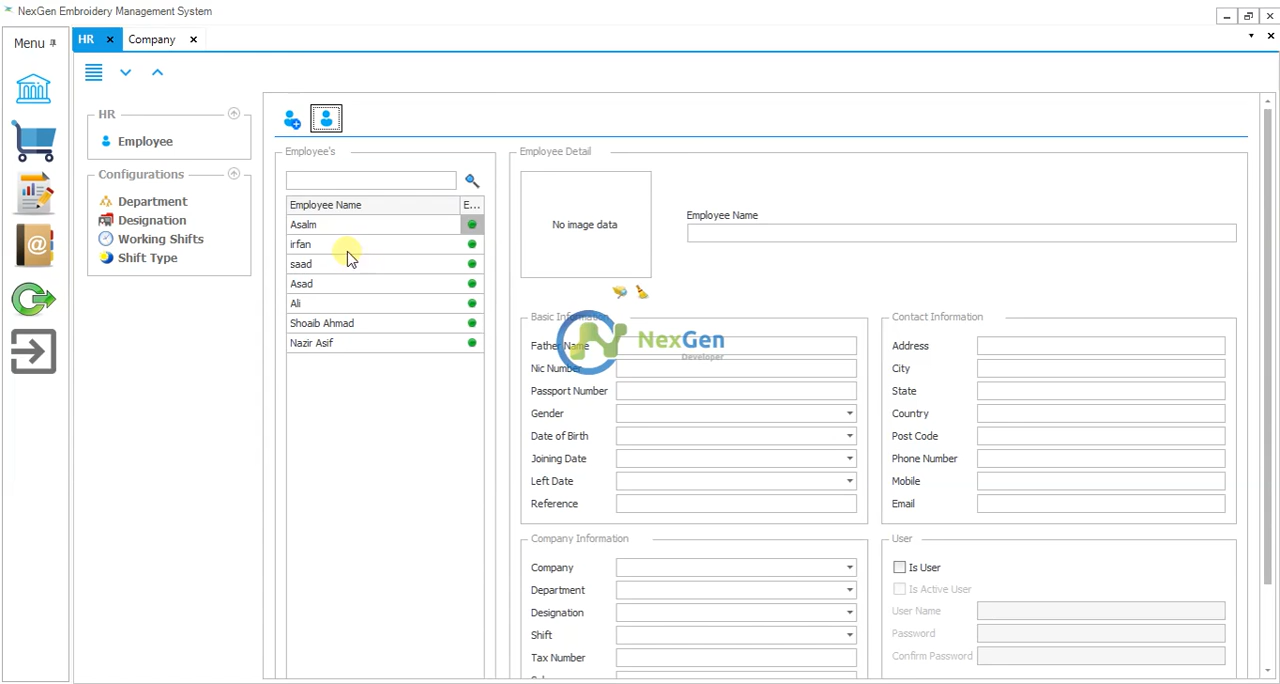 NexGen Embroidery Management System
Menu
HR
Company
HR
Employee
Configurations
Department
Designation
Working Shifts
Shift Type
Employee's
Employee Name E...
Asalm
irfan
saad
Asad
Ali
Shoaib Ahmad
Nazir Asif
Employee Detail
No image data
Employee Name
Basic Information
Father Name
Nic Number
Passport Number
Gender
Date of Birth
Joining Date
Left Date
Reference
NexGen
Developer
Contact Information
Address
City
State
Country
Post Code
Phone Number
Mobile
Email
Company Information
Company
Department
Designation
Shift
Tax Number
User
Is User
Is Active User
User Name
Password
Confirm Password